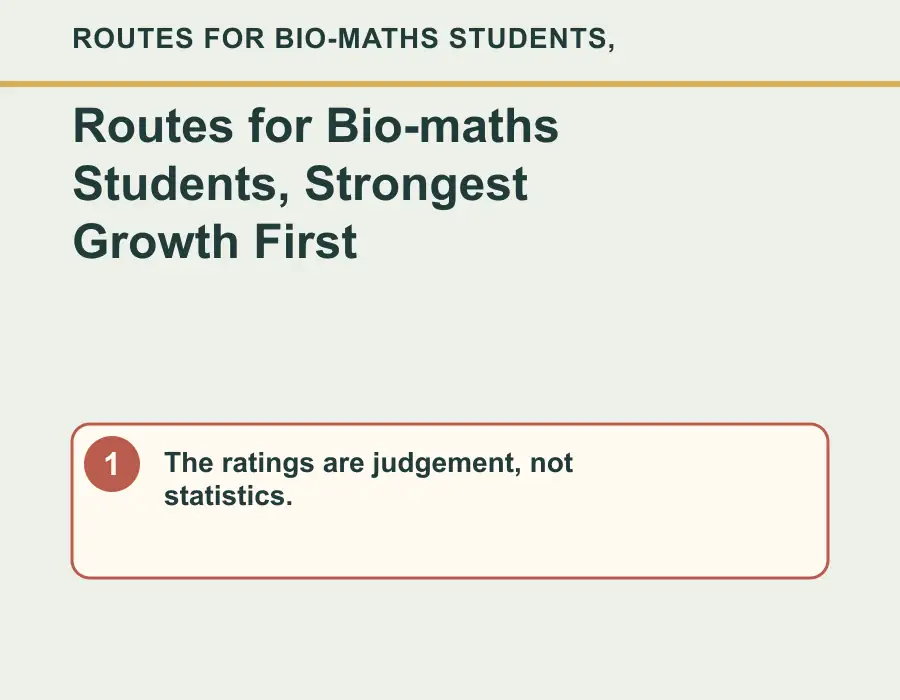 ROUTES FOR BIO-MATHS STUDENTS,
Routes for Bio-maths
Students, Strongest
Growth First
1
The ratings are judgement, not
statistics.